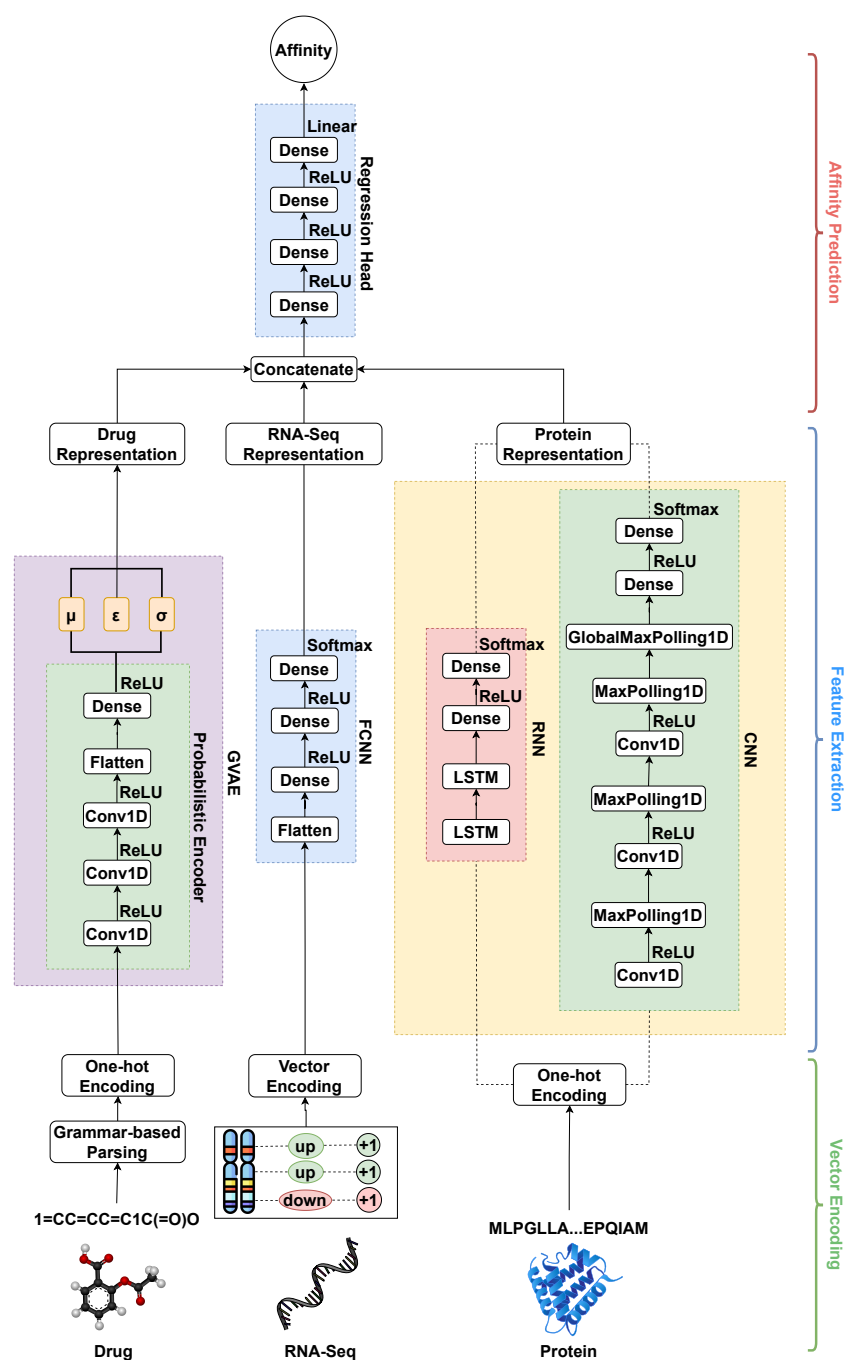 Affinity
Linear
Dense
ReLU
Dense
ReLU
Dense
ReLU
Dense
Regression Head
Affinity Prediction
Concatenate
Drug
Representation
RNA-Seq
Representation
Protein
Representation
μ
ε
σ
ReLU
Dense
Flatten
ReLU
Conv1D
ReLU
Conv1D
ReLU
Conv1D
Probabilistic Encoder
GVAE
Softmax
Dense
ReLU
Dense
ReLU
Dense
Flatten
FCNN
Softmax
Dense
ReLU
Dense
LSTM
LSTM
RNN
Softmax
Dense
ReLU
Dense
GlobalMaxPolling1D
MaxPolling1D
ReLU
Conv1D
MaxPolling1D
ReLU
Conv1D
MaxPolling1D
ReLU
Conv1D
CNN
Feature Extraction
One-hot
Encoding
Grammar-based
Parsing
1=CC=CC=C1C(=O)O
Drug
Vector
Encoding
up
+1
up
+1
down
+1
RNA-Seq
One-hot
Encoding
MLPGLLA...EPQIAM
Protein
Vector Encoding